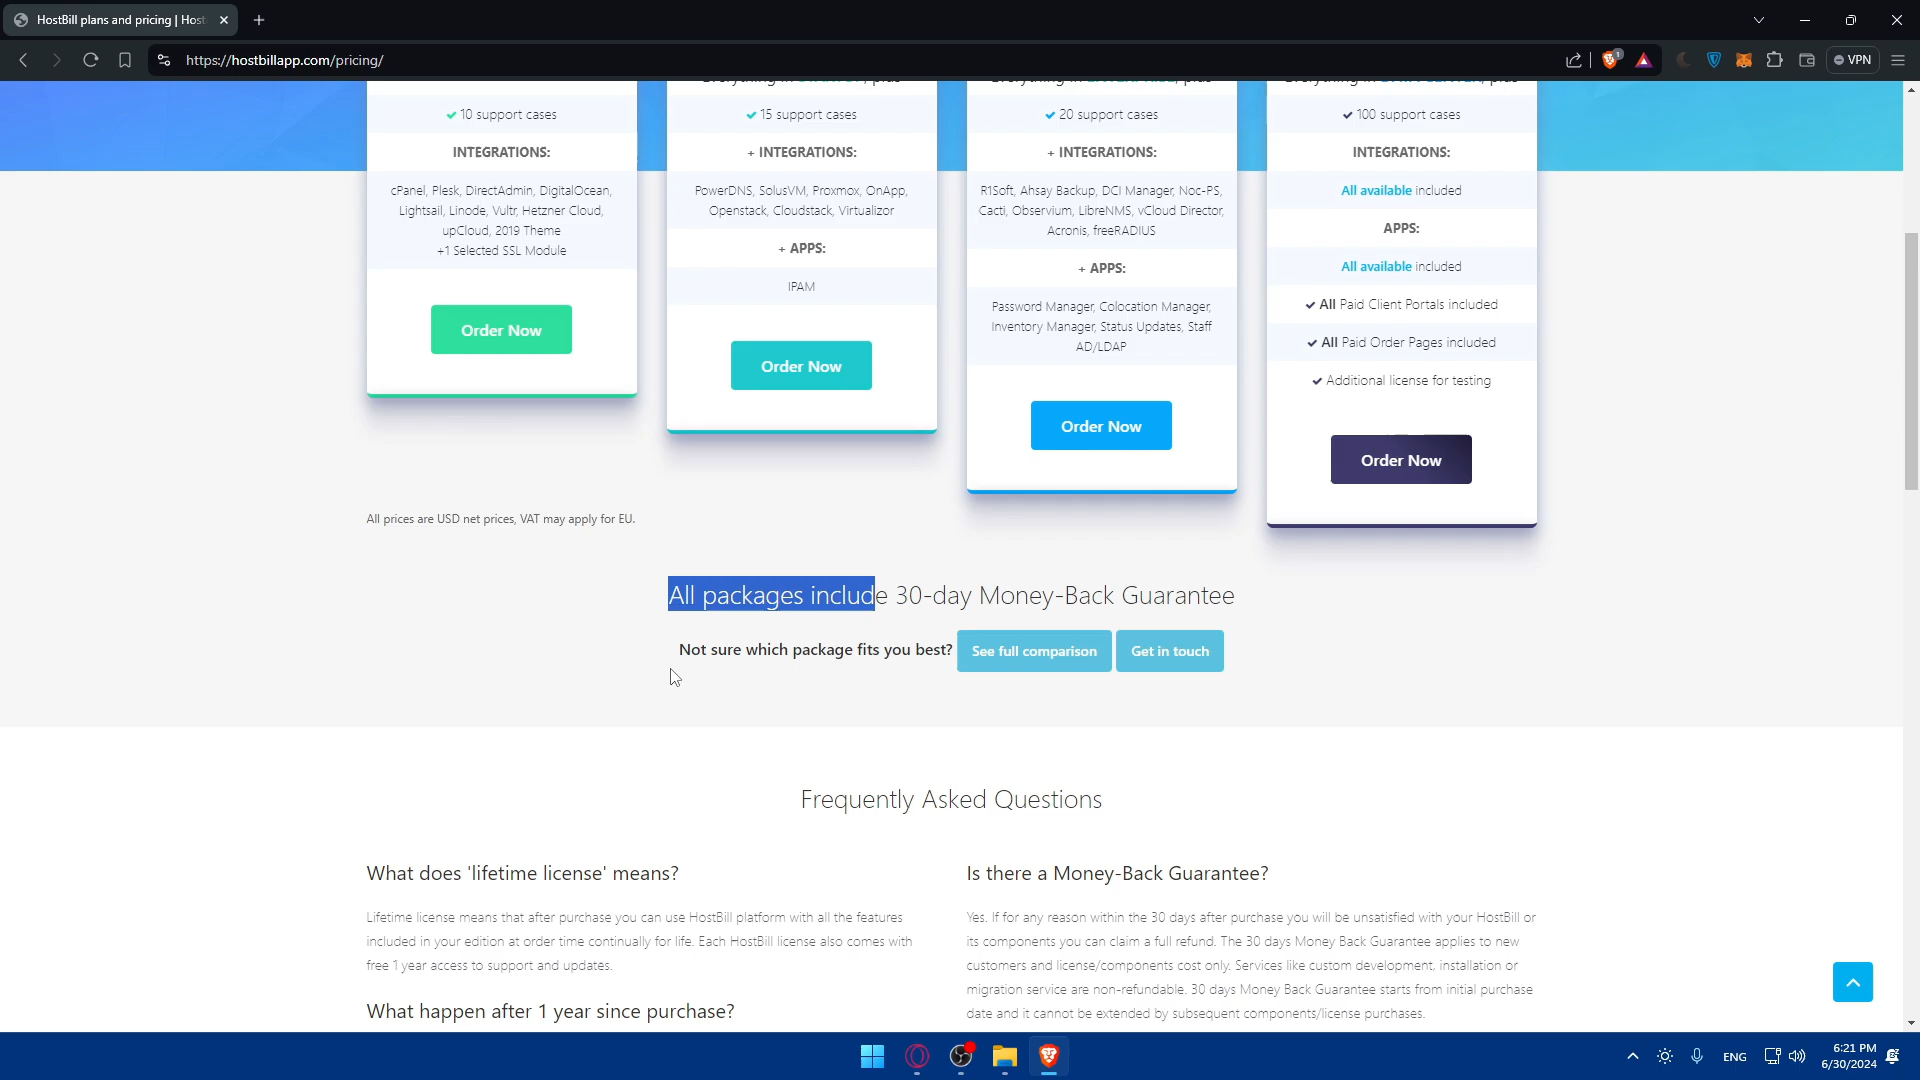 HostBill plans and pricing | Host
https://hostbillapp.com/pricing/
VPN
10 support cases
INTEGRATIONS:
cPanel, Plesk, DirectAdmin, DigitalOcean,
Lightsail, Linode, Vultr, Hetzner Cloud,
upCloud, 2019 Theme
+1 Selected SSL Module
Order Now
15 support cases
+ INTEGRATIONS:
PowerDNS, SolusVM, Proxmox, OnApp,
Openstack, Cloudstack, Virtualizor
+ APPS:
IPAM
Order Now
20 support cases
+ INTEGRATIONS:
R1Soft, Ahsay Backup, DCI Manager, Noc-PS,
Cacti, Observium, LibreNMS, vCloud Director,
Acronis, freeRADIUS
+ APPS:
Password Manager, Colocation Manager,
Inventory Manager, Status Updates, Staff
AD/LDAP
Order Now
100 support cases
INTEGRATIONS:
All available included
APPS:
All available included
All Paid Client Portals included
All Paid Order Pages included
Additional license for testing
Order Now
All prices are USD net prices, VAT may apply for EU.
All packages include 30-day Money-Back Guarantee
Not sure which package fits you best? See full comparison Get in touch
Frequently Asked Questions
What does 'lifetime license' means?
Lifetime license means that after purchase you can use HostBill platform with all the features
included in your edition at order time continually for life. Each HostBill license also comes with
free 1 year access to support and updates.
What happen after 1 year since purchase?
Is there a Money-Back Guarantee?
Yes. If for any reason within the 30 days after purchase you will be unsatisfied with your HostBill or
its components you can claim a full refund. The 30 days Money Back Guarantee applies to new
customers and license/components cost only. Services like custom development, installation or
migration service are non-refundable. 30 days Money Back Guarantee starts from initial purchase
date and it cannot be extended by subsequent components/license purchases.
ENG
6:21 PM
6/30/2024